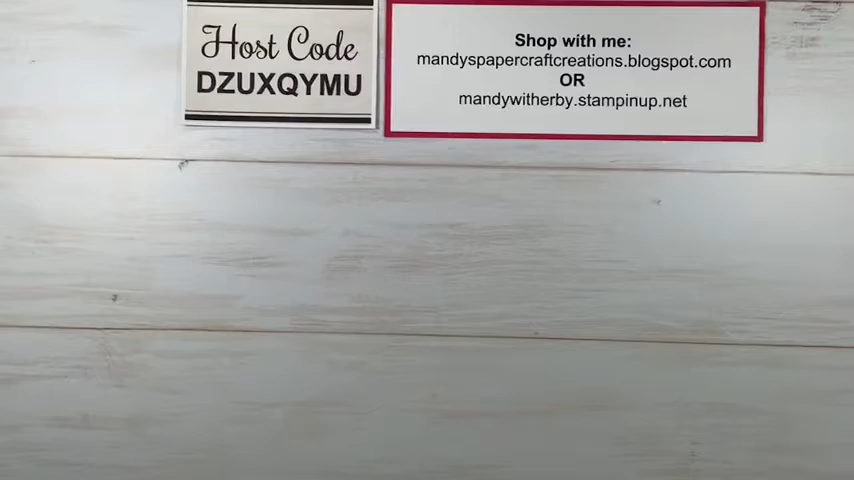 Host Code
DZUXQYMU
Shop with me:
mandyspapercraftcreations.blogspot.com
OR
mandywitherby.stampinup.net